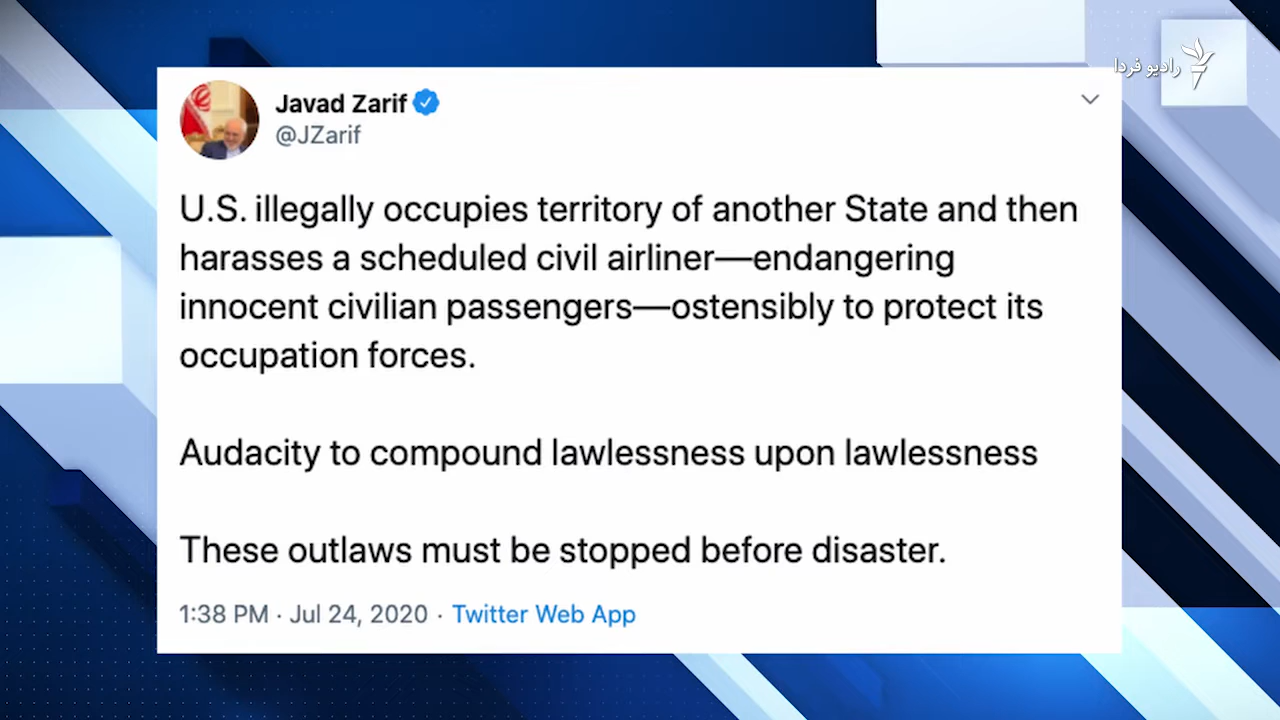 رادیو فردا
Javad Zarif
@JZarif
U.S. illegally occupies territory of another State and then
harasses a scheduled civil airliner—endangering
innocent civilian passengers—ostensibly to protect its
occupation forces.
Audacity to compound lawlessness upon lawlessness
These outlaws must be stopped before disaster.
1:38 PM · Jul 24, 2020 · Twitter Web App